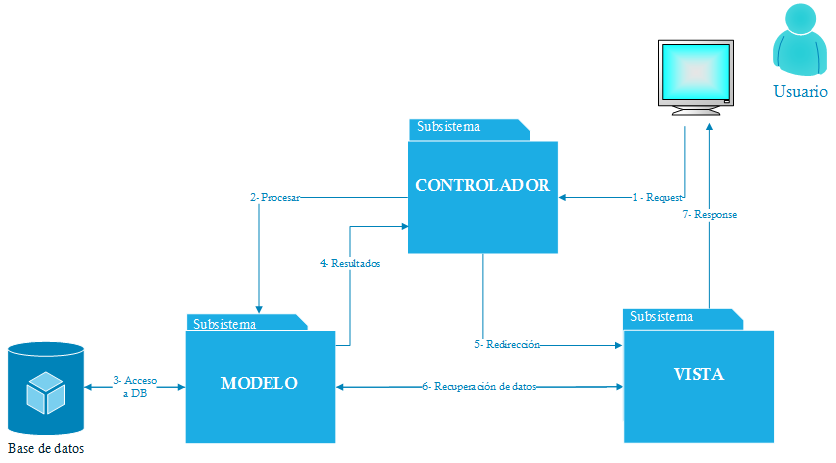 Usuario
Subsistema
CONTROLADOR
2- Procesar
1 - Request
7- Response
4- Resultados
Subsistema
Subsistema
5- Redirección
VISTA
MODELO
3- Acceso
a DB
6- Recuperación de datos
Base de datos